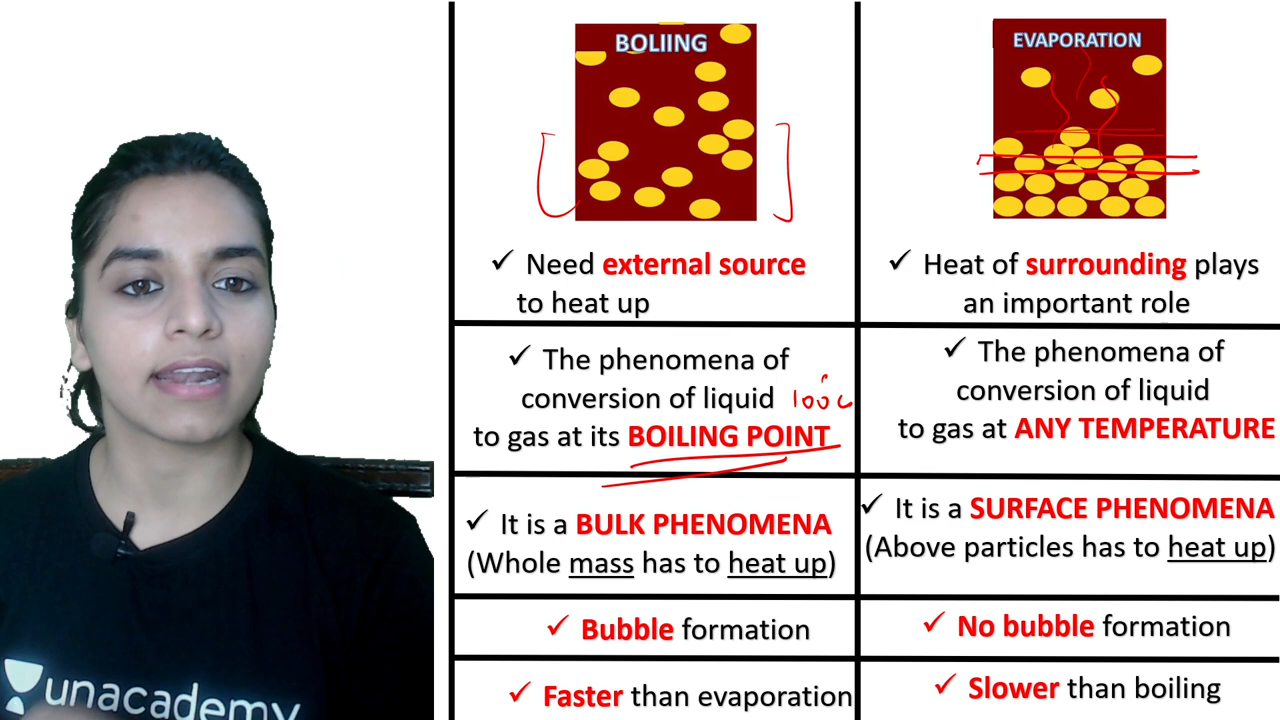 BOLIING
✓ Need external source
to heat up
✓ The phenomena of
conversion of liquid 100°c
to gas at its BOILING POINT
✓ It is a BULK PHENOMENA
(Whole mass has to heat up)
✓ Bubble formation
✓ Faster than evaporation
EVAPORATION
✓ Heat of surrounding plays
an important role
✓ The phenomena of
conversion of liquid
to gas at ANY TEMPERATURE
✓ It is a SURFACE PHENOMENA
(Above particles has to heat up)
✓ No bubble formation
✓ Slower than boiling
unacademy